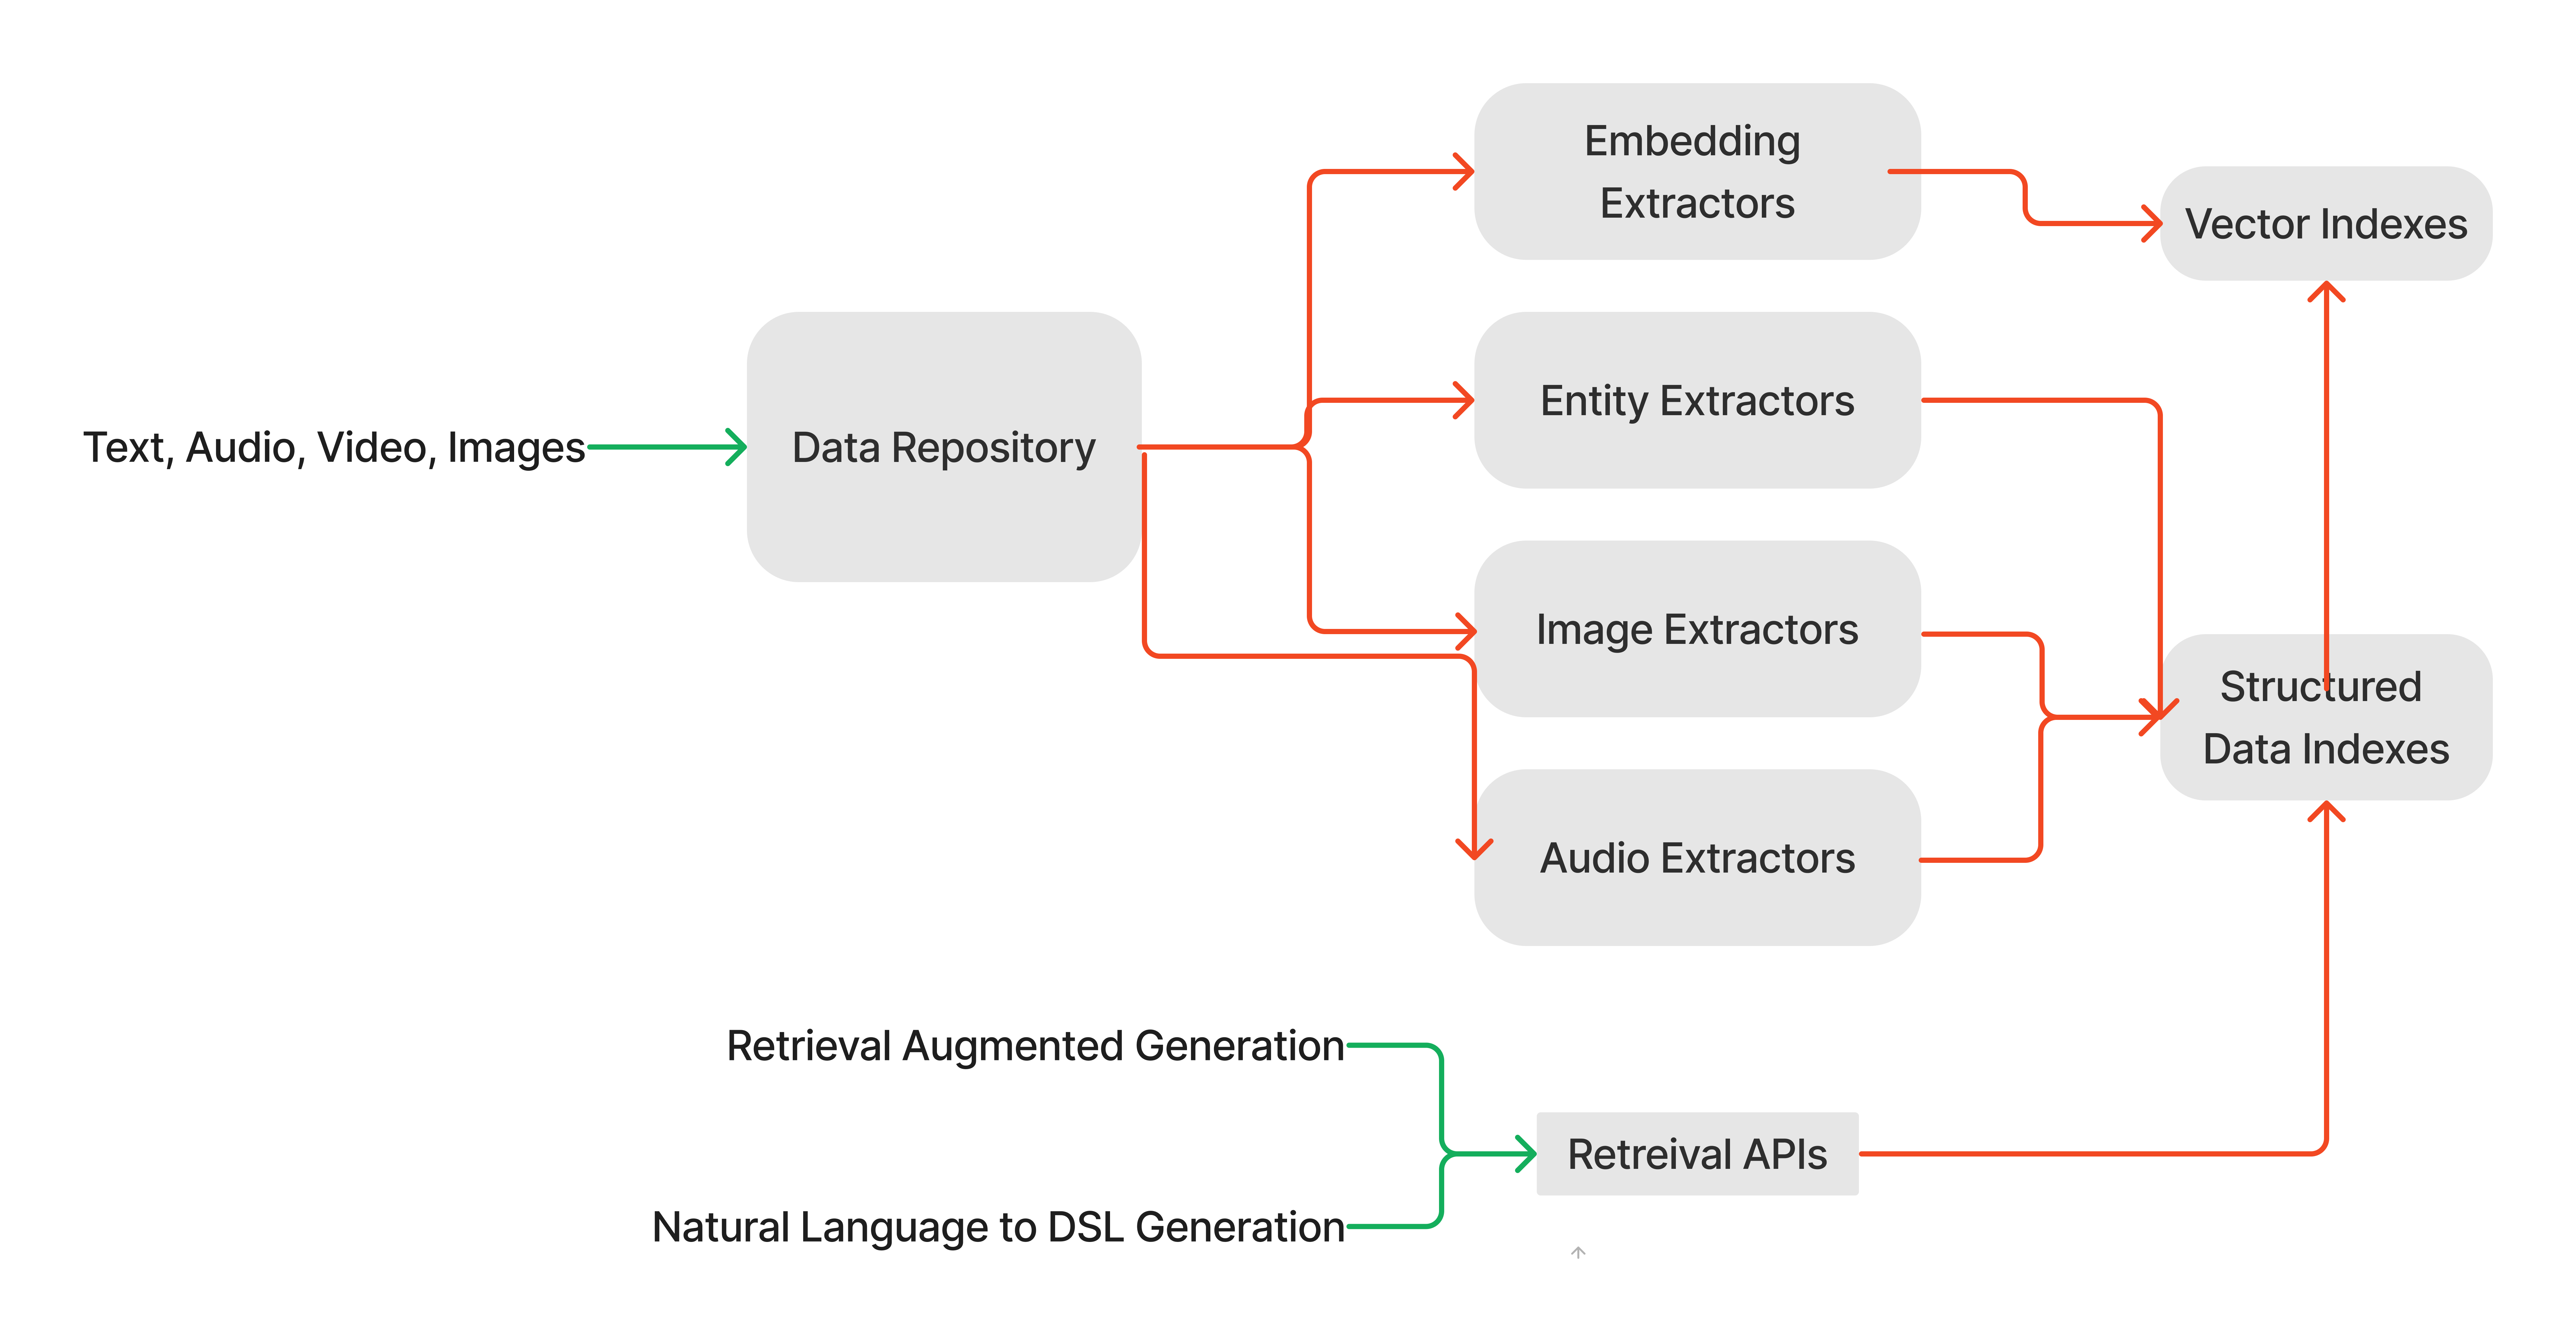 Embedding
Extractors
Vector Indexes
Entity Extractors
Text, Audio, Video, Images
Data Repository
Image Extractors
Structured
Data Indexes
Audio Extractors
Retrieval Augmented Generation
Retreival APIs
Natural Language to DSL Generation